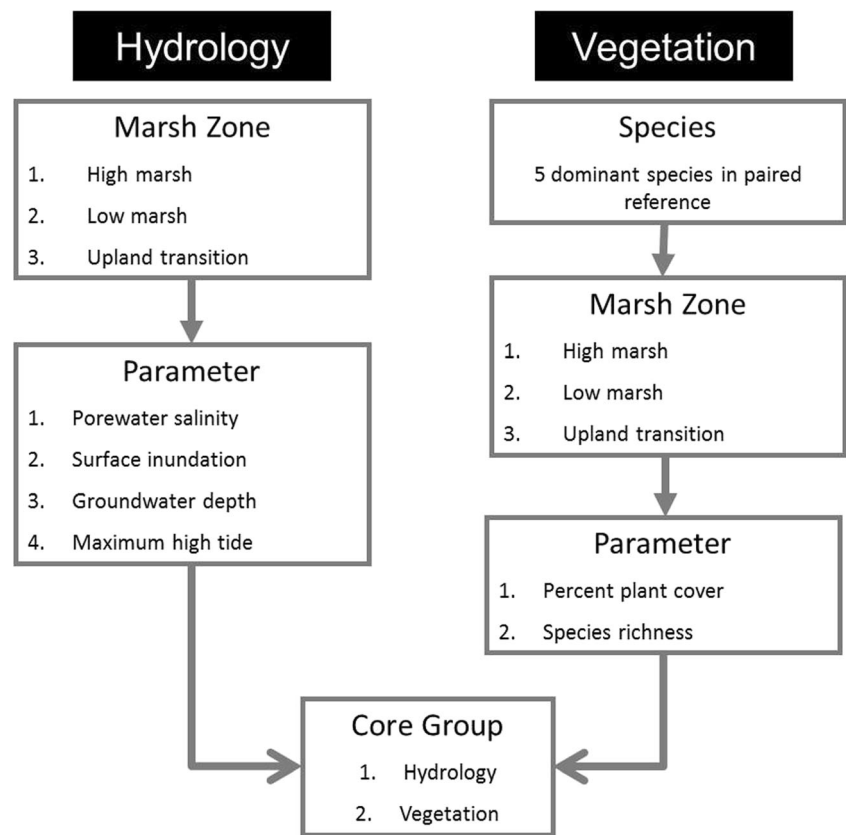 Hydrology
Marsh Zone
1. High marsh
2. Low marsh
3. Upland transition
Parameter
1. Porewater salinity
2. Surface inundation
3. Groundwater depth
4. Maximum high tide
Vegetation
Species
5 dominant species in paired
reference
Marsh Zone
1. High marsh
2. Low marsh
3. Upland transition
Parameter
1. Percent plant cover
2. Species richness
Core Group
1. Hydrology
2. Vegetation